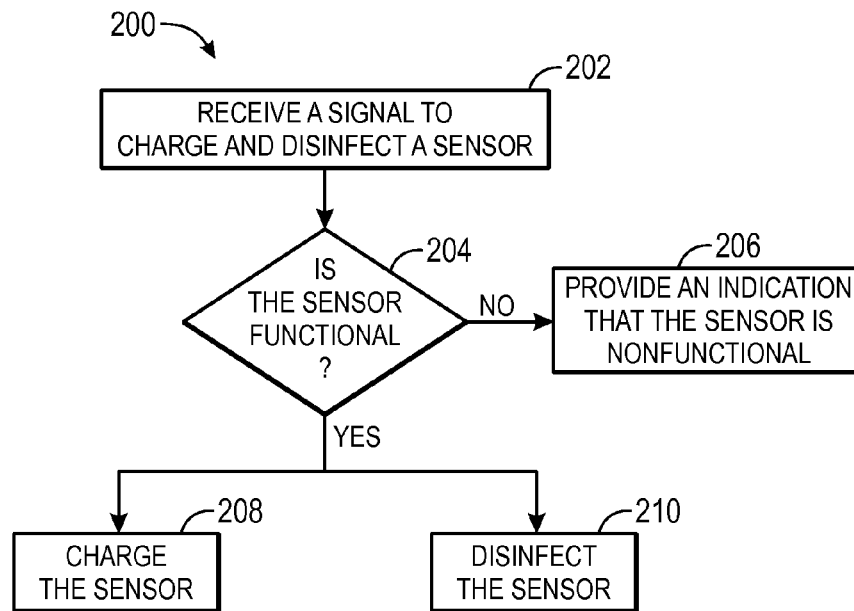 200
202
RECEIVE A SIGNAL TO
CHARGE AND DISINFECT A SENSOR
204
IS
THE SENSOR
FUNCTIONAL
?
NO
206
PROVIDE AN INDICATION
THAT THE SENSOR IS
NONFUNCTIONAL
YES
208
CHARGE
THE SENSOR
210
DISINFECT
THE SENSOR